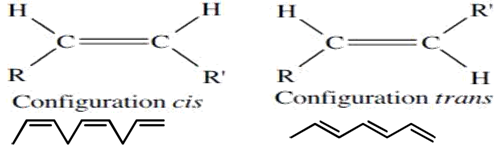 H H H R'
C C C C
R R' R H
Configuration cis Configuration trans